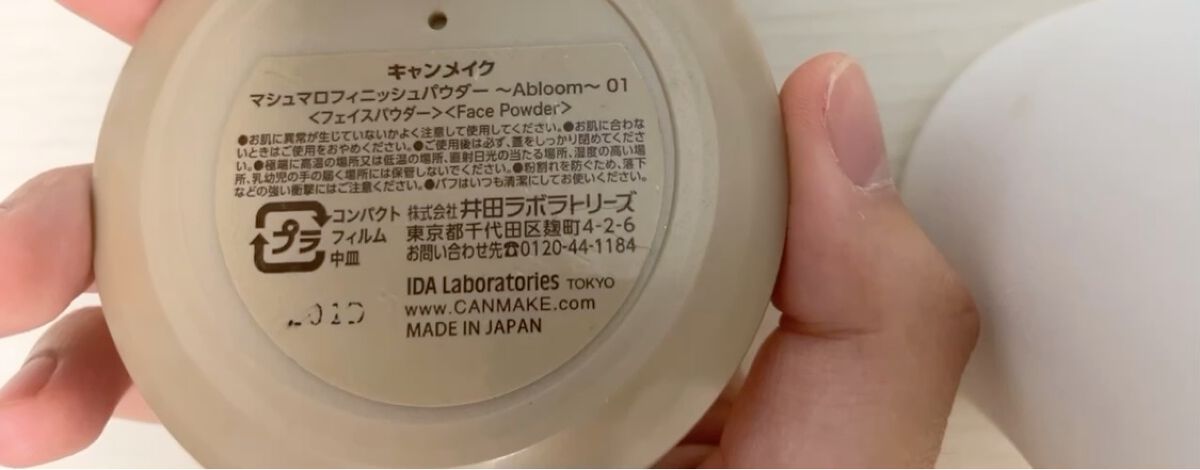 キャンメイク
マシュマロフィニッシュパウダー 〜Abloom〜 01
<フェイスパウダー><Face Powder>
●お肌に異常が生じていないかよく注意して使用してください。●お肌に合わな
いときはご使用をおやめください。●ご使用後は必ず、蓋をしっかり閉めてくださ
い。●極端に高温の場所又は低温の場所、直射日光の当たる場所、湿度の高い場
所、乳幼児の手の届く場所には保管しないでください。●粉割れを防ぐため、落下
などの強い衝撃にはご注意ください。●パフはいつも清潔にしてお使いください。
プラ
コンパクト
フィルム
中皿
株式会社 井田ラボラトリーズ
東京都千代田区麹町4-2-6
お問い合わせ先☎0120-44-1184
IDA Laboratories TOKYO
www.CANMAKE.com
MADE IN JAPAN